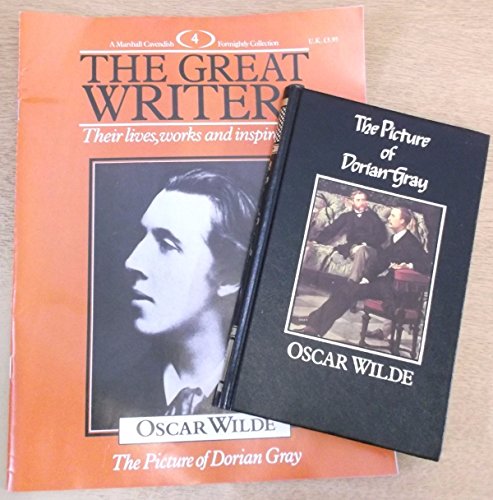 A Marshall Cavendish 4 Fortnightly Collection U.K. £3.95
THE GREAT
WRITER
Their lives, works and inspir
OSCAR WILDE
The Picture of Dorian Gray
The Picture
of
Dorian Gray
OSCAR WILDE